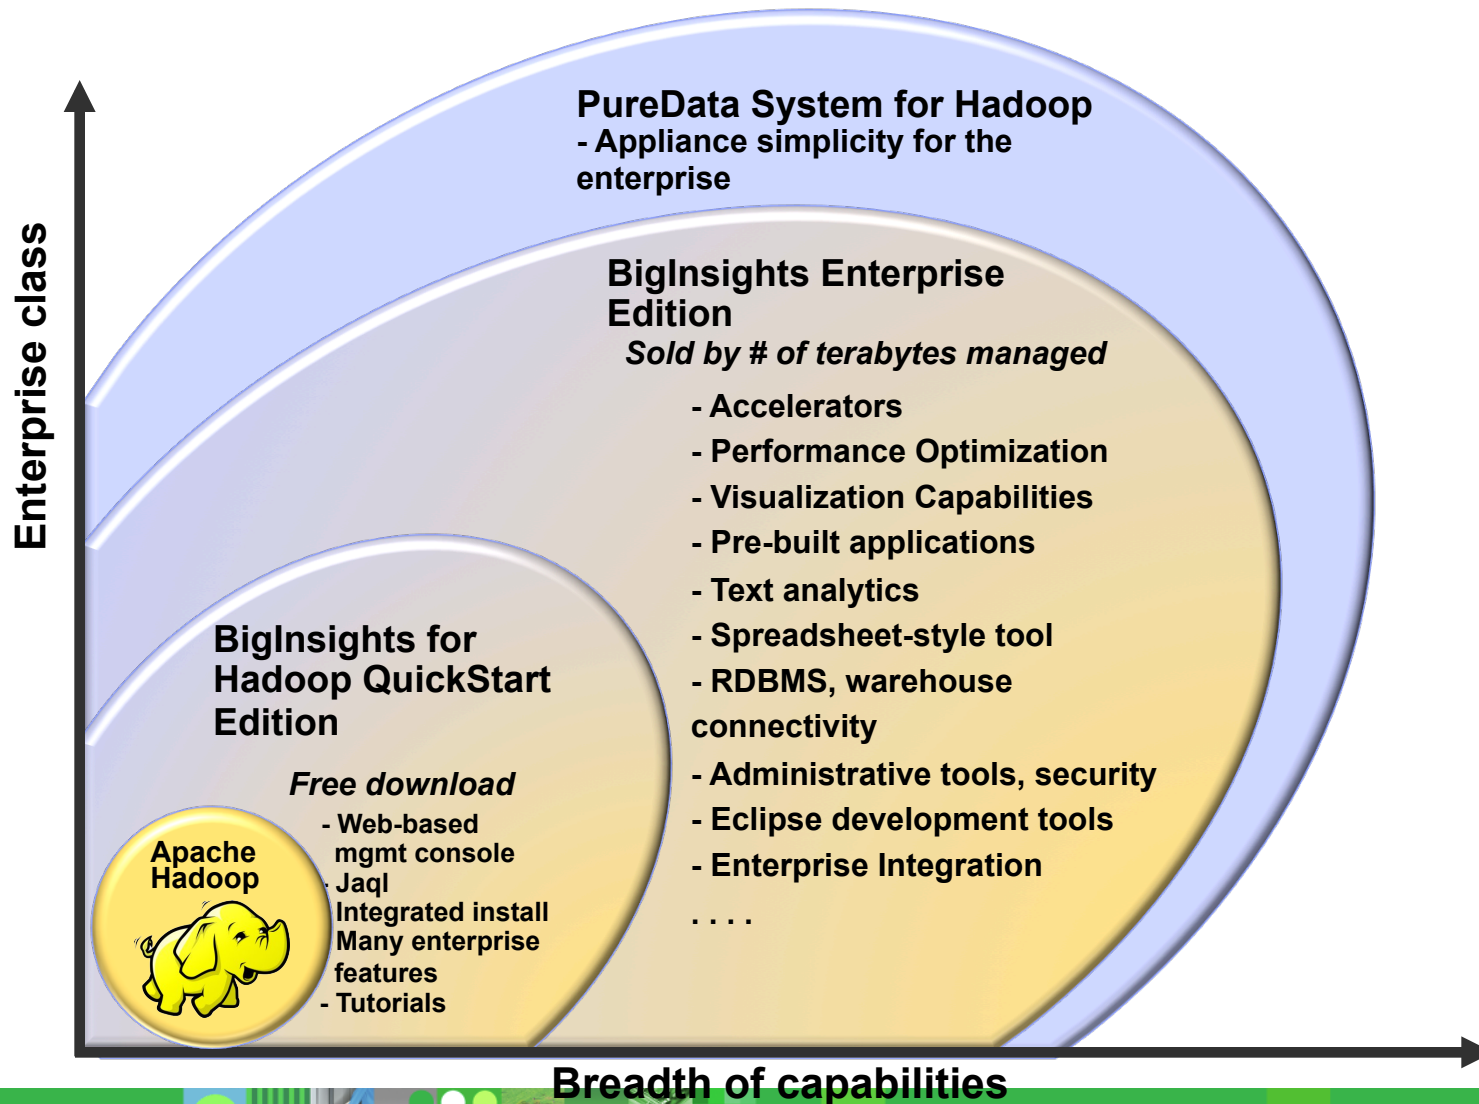 PureData System for Hadoop
- Appliance simplicity for the
enterprise
Enterprise class
BigInsights Enterprise
Edition
Sold by # of terabytes managed
- Accelerators
- Performance Optimization
- Visualization Capabilities
- Pre-built applications
- Text analytics
- Spreadsheet-style tool
- RDBMS, warehouse
connectivity
- Administrative tools, security
- Eclipse development tools
- Enterprise Integration
. . . .
BigInsights for
Hadoop QuickStart
Edition
Free download
- Web-based
mgmt console
- Jaql
Integrated install
Many enterprise
features
- Tutorials
Apache
Hadoop
Breadth of capabilities